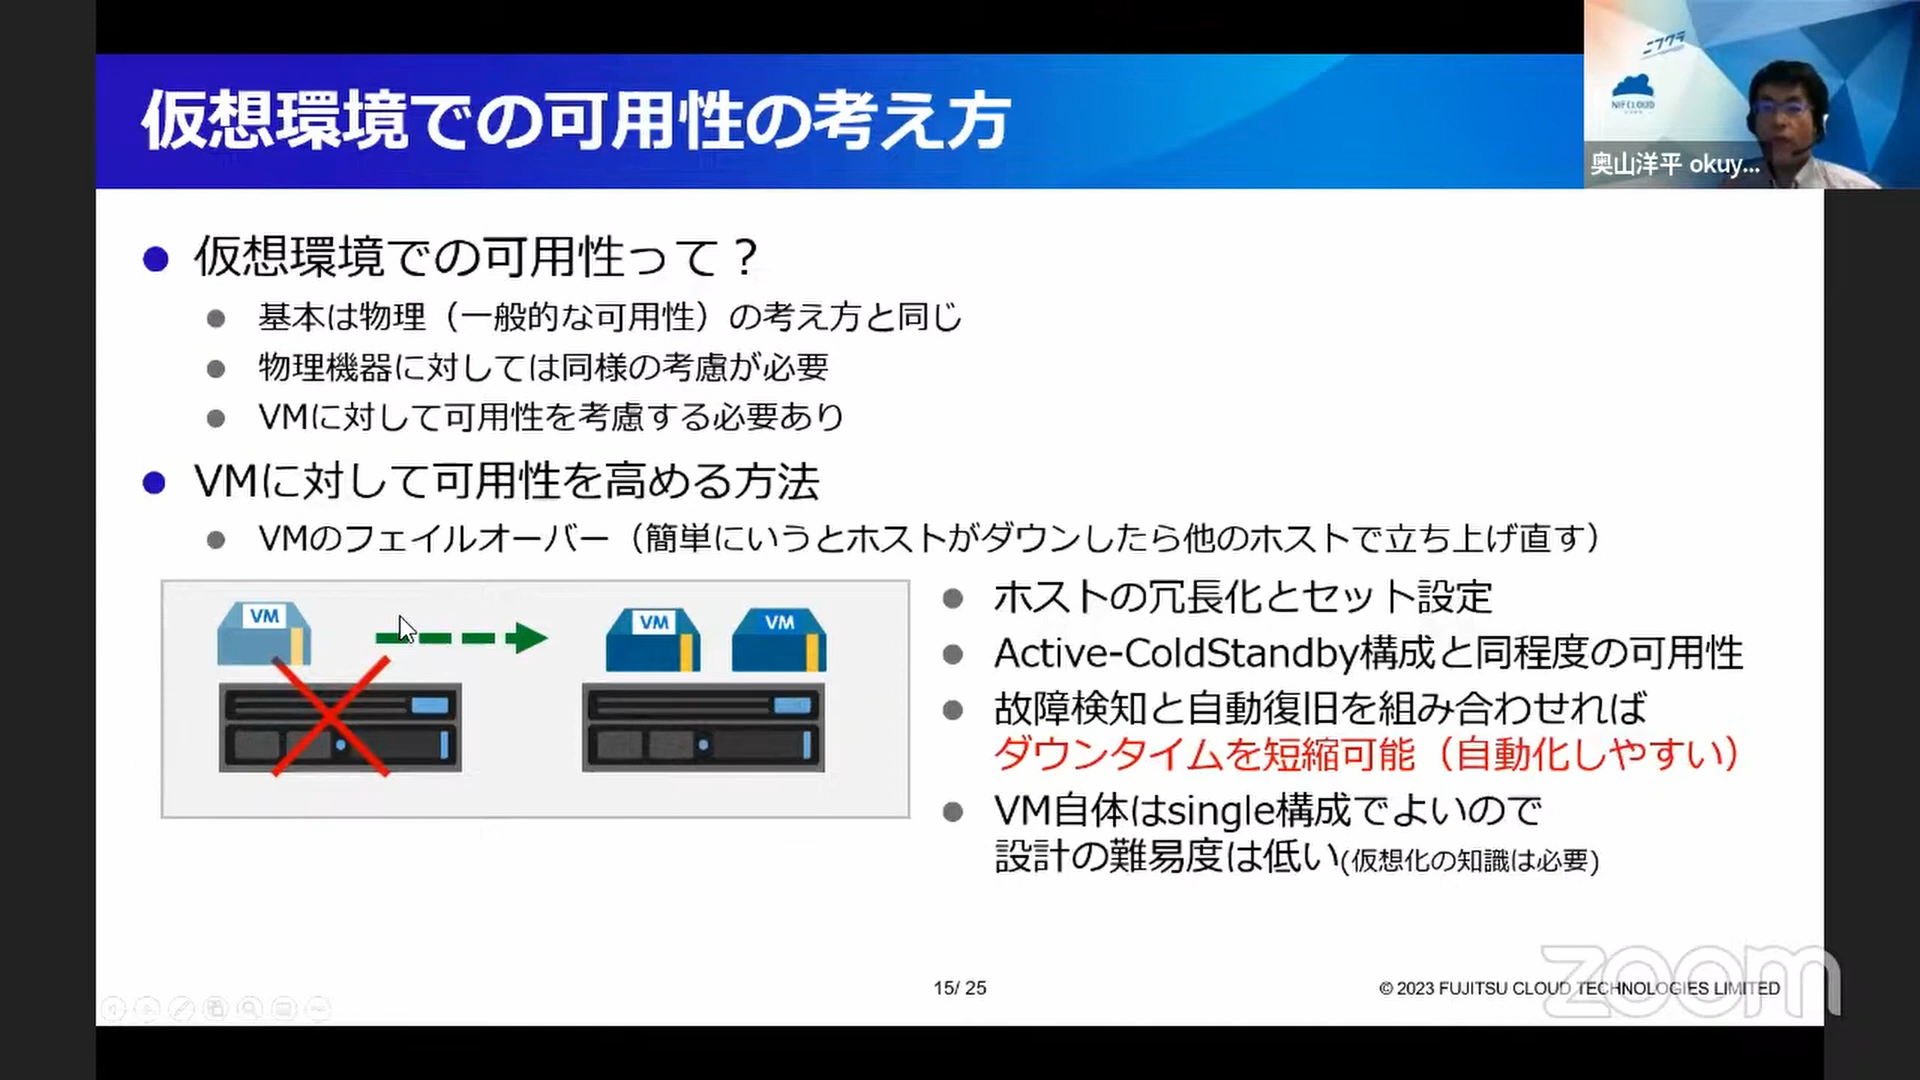 仮想環境での可用性の考え方
ニフクラ
NIFCLOUD
奥山洋平 okuy...
仮想環境での可用性って？
基本は物理（一般的な可用性）の考え方と同じ
物理機器に対しては同様の考慮が必要
VMに対して可用性を考慮する必要あり
VMに対して可用性を高める方法
VMのフェイルオーバー（簡単にいうとホストがダウンしたら他のホストで立ち上げ直す）
VM
VM
VM
ホストの冗長化とセット設定
Active-ColdStandby構成と同程度の可用性
故障検知と自動復旧を組み合わせれば
ダウンタイムを短縮可能（自動化しやすい）
VM自体はsingle構成でよいので
設計の難易度は低い(仮想化の知識は必要)
15/ 25
© 2023 FUJITSU CLOUD TECHNOLOGIES LIMITED
zoom